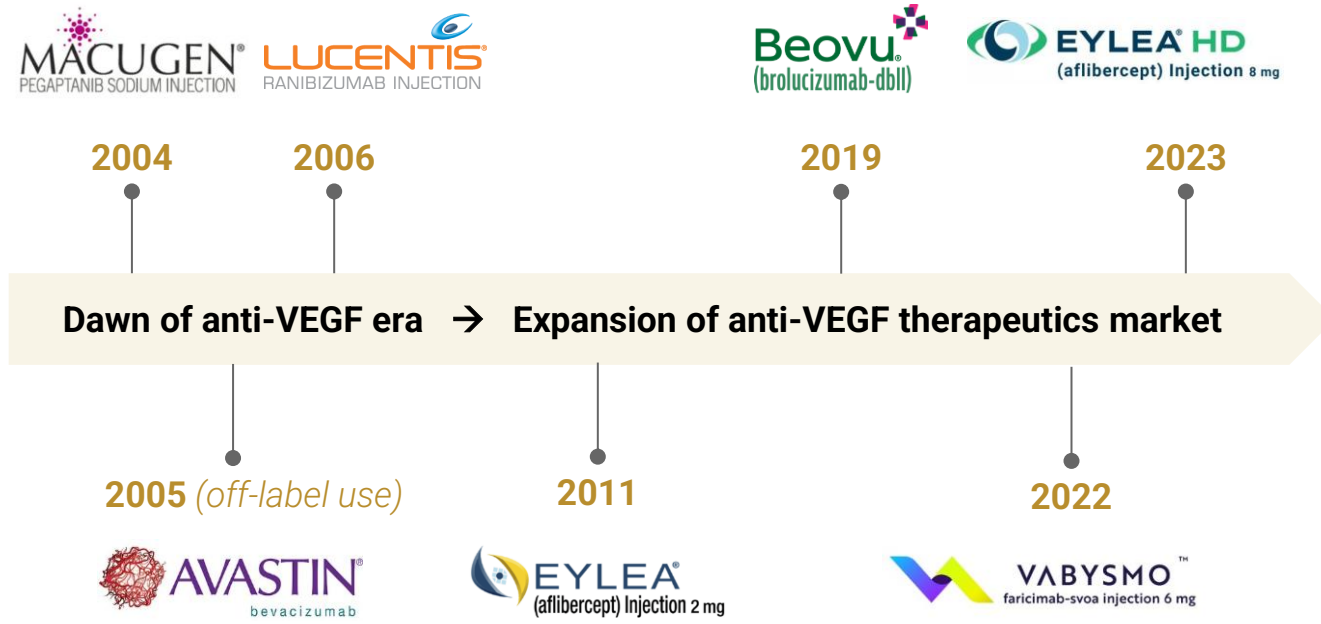 MACUGEN®
PEGAPTANIB SODIUM INJECTION
LUCENTIS®
RANIBIZUMAB INJECTION
Beovu®
(brolucizumab-dbll)
EYLEA® HD
(aflibercept) Injection 8 mg
2004
2006
2019
2023
Dawn of anti-VEGF era → Expansion of anti-VEGF therapeutics market
2005 (off-label use)
2011
2022
AVASTIN®
bevacizumab
EYLEA®
(aflibercept) Injection 2 mg
VABYSMO™
faricimab-svoa injection 6 mg